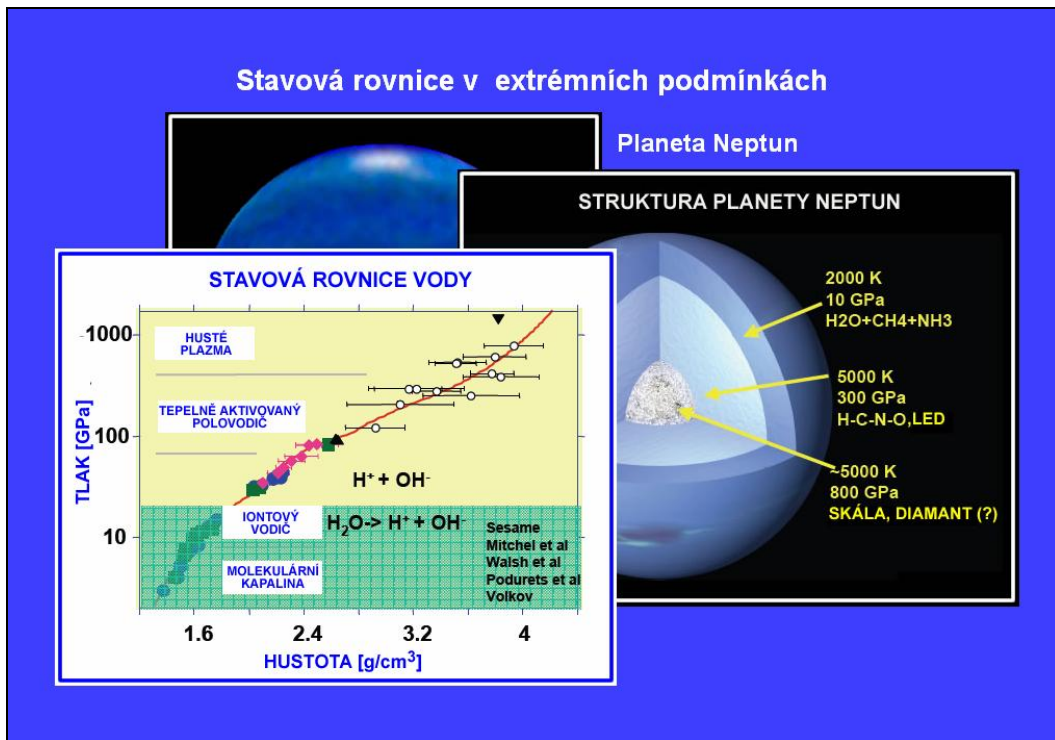 Stavová rovnice v extrémních podmínkách
Planeta Neptun
STRUKTURA PLANETY NEPTUN
2000 K
10 GPa
H2O+CH4+NH3
5000 K
300 GPa
H-C-N-O,LED
~5000 K
800 GPa
SKÁLA, DIAMANT (?)
STAVOVÁ ROVNICE VODY
TLAK [GPa]
1000
100
10
HUSTÉ
PLAZMA
TEPELNĚ AKTIVOVANÝ
POLOVODIČ
H⁺ + OH⁻
IONTOVÝ
VODIČ
H₂O-> H⁺ + OH⁻
MOLEKULÁRNÍ
KAPALINA
Sesame
Mitchel et al
Walsh et al
Podurets et al
Volkov
1.6 2.4 3.2 4
HUSTOTA [g/cm³]